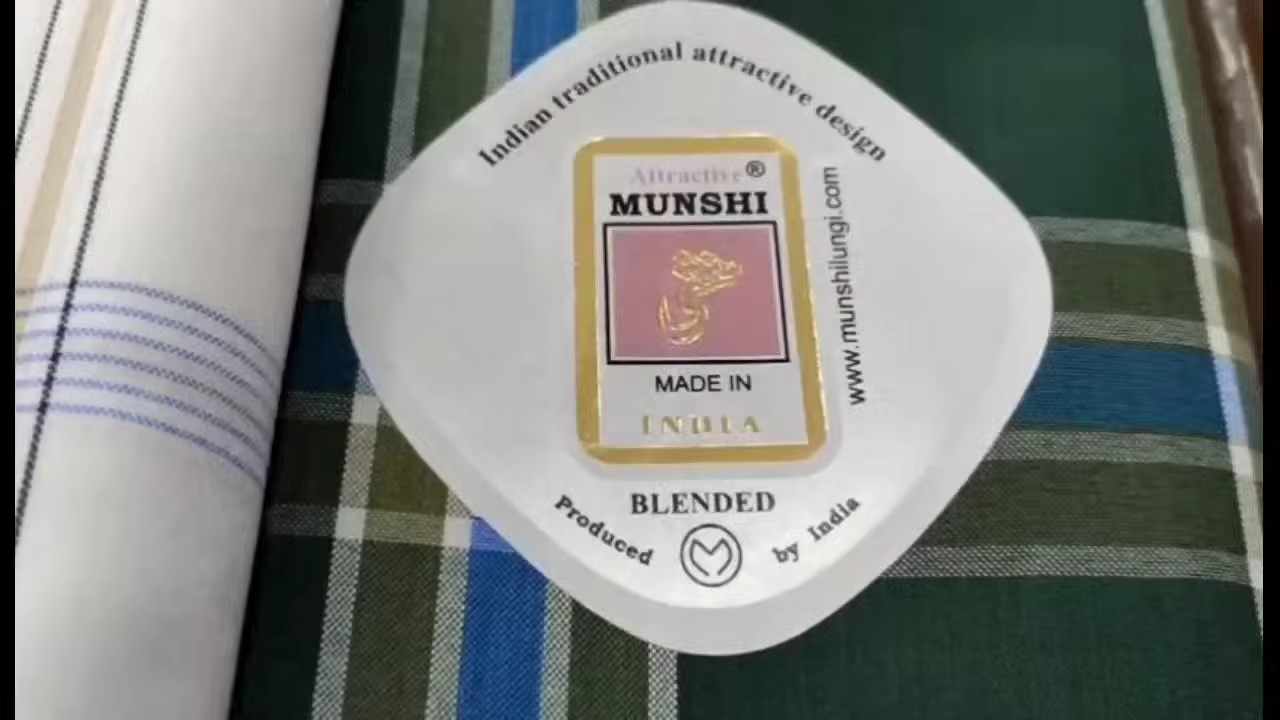 Indian traditional attractive design
Attractive®
MUNSHI
MADE IN
INDIA
www.munshilungi.com
BLENDED
Produced by India